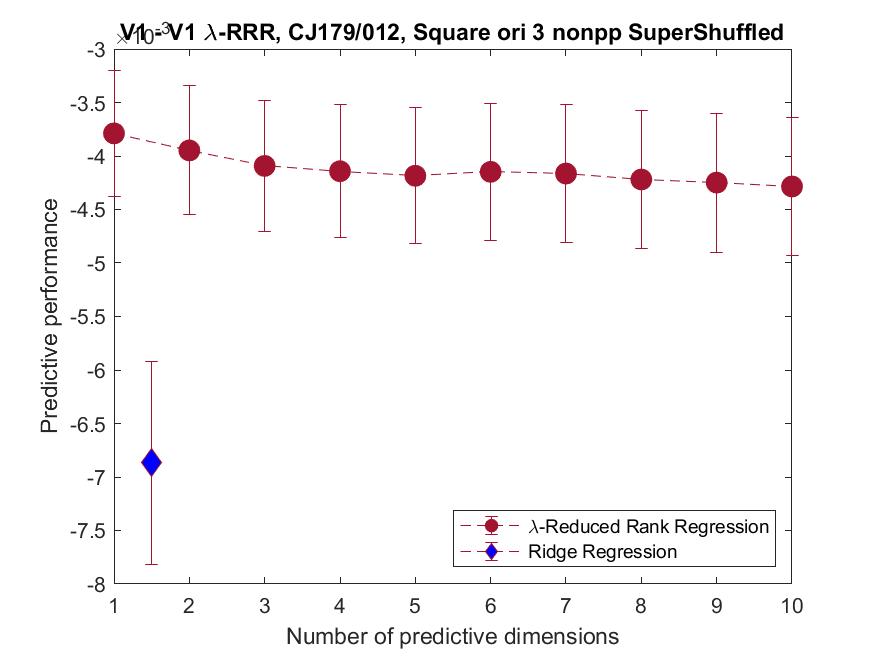 V1 - V1 λ-RRR, CJ179/012, Square ori 3 nonpp SuperShuffled
×10⁻³
-3
-3.5
-4
-4.5
-5
-5.5
-6
-6.5
-7
-7.5
-8
Predictive performance
λ-Reduced Rank Regression
Ridge Regression
1 2 3 4 5 6 7 8 9 10
Number of predictive dimensions